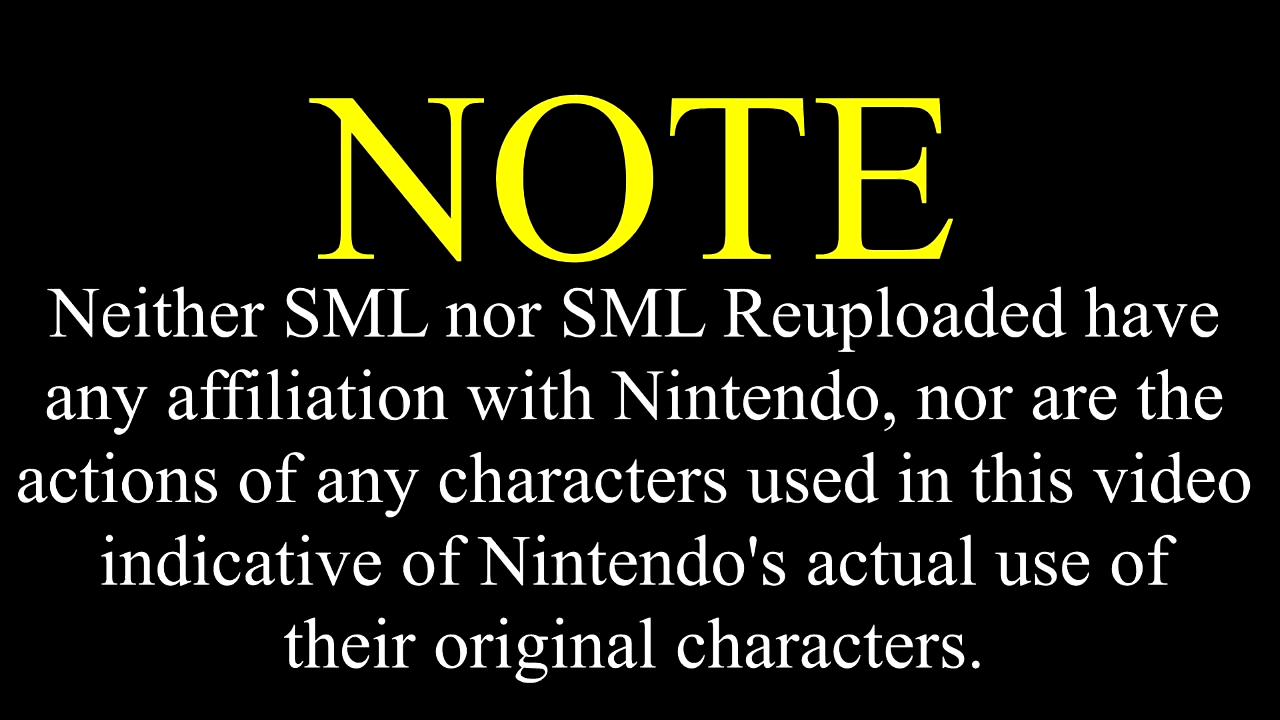 NOTE
Neither SML nor SML Reuploaded have
any affiliation with Nintendo, nor are the
actions of any characters used in this video
indicative of Nintendo's actual use of
their original characters.